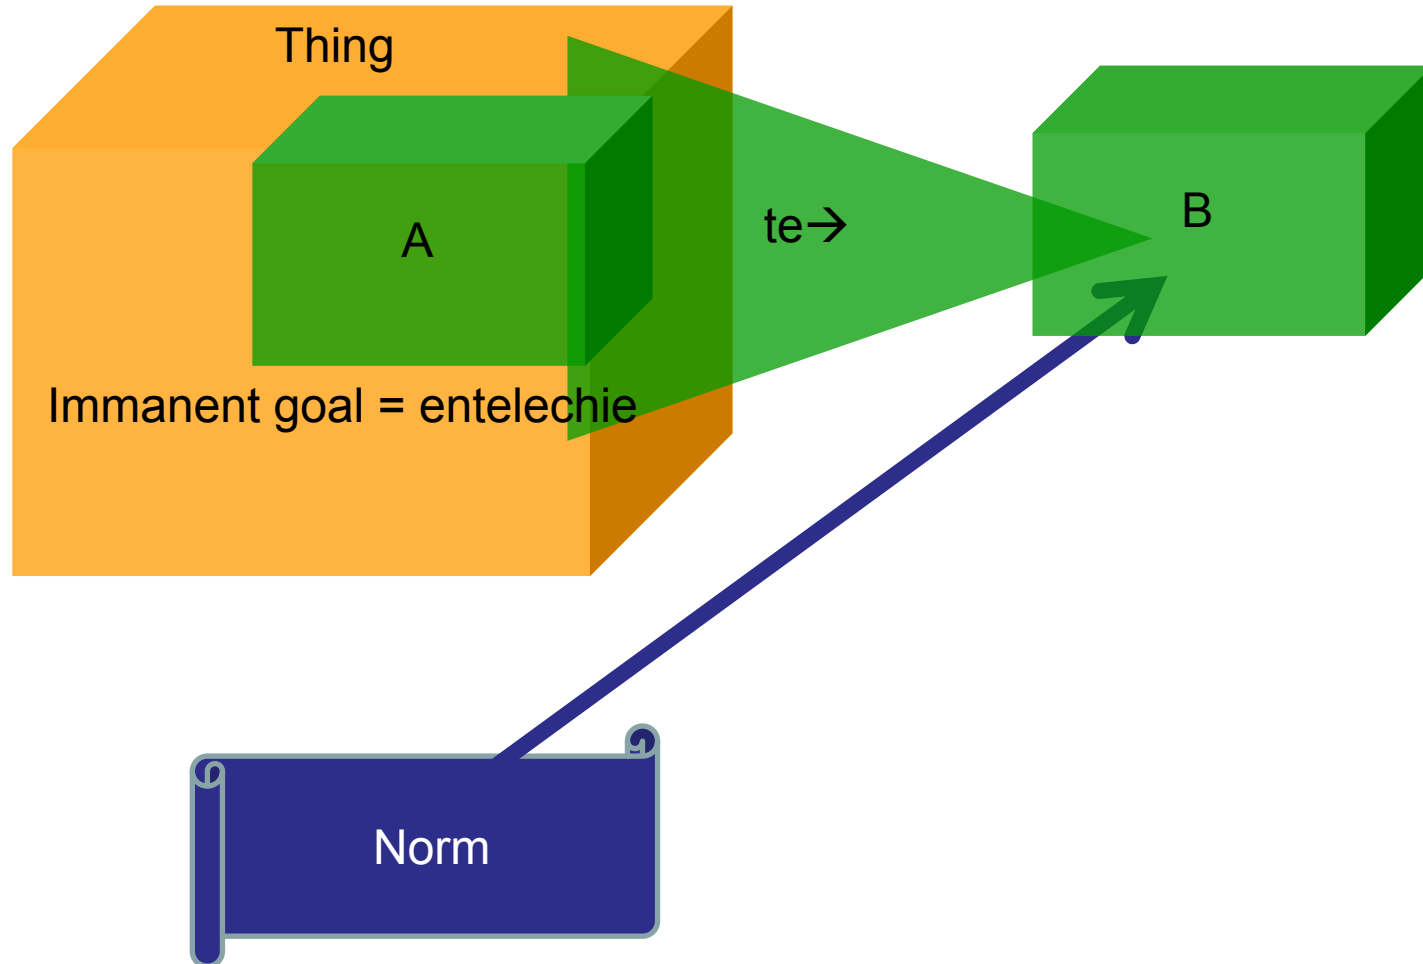 Thing
A
te→
B
Immanent goal = entelechie
Norm